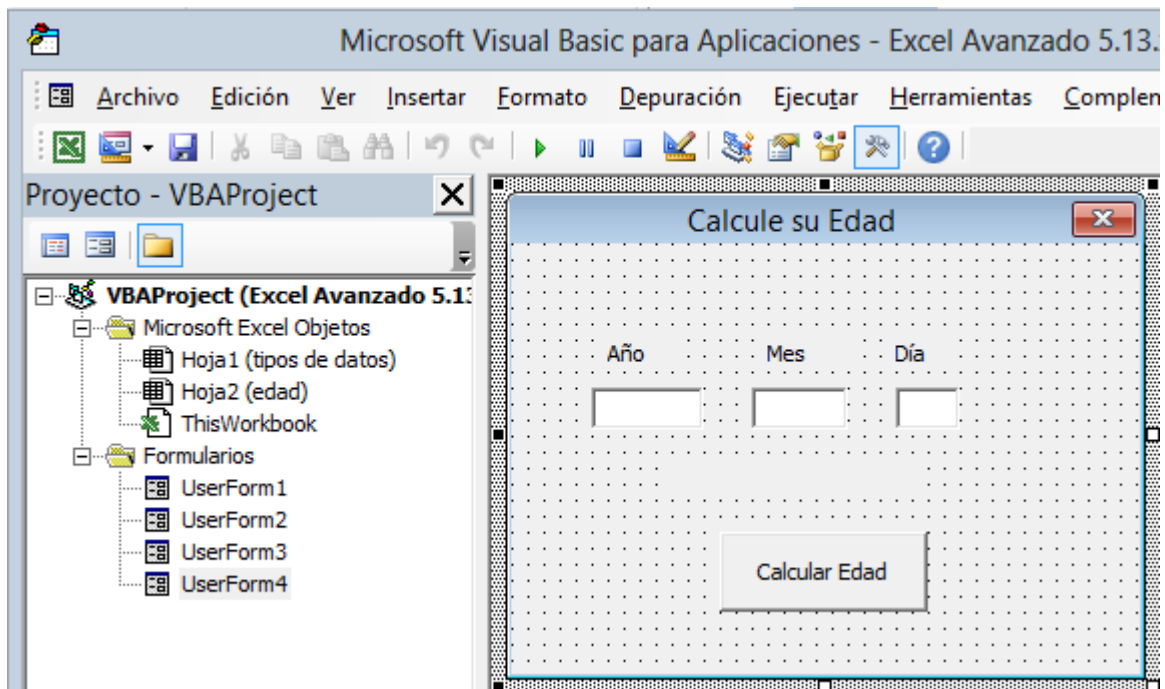 Microsoft Visual Basic para Aplicaciones - Excel Avanzado 5.13.
Archivo Edición Ver Insertar Formato Depuración Ejecutar Herramientas Complem
Proyecto - VBAProject
VBAProject (Excel Avanzado 5.13
Microsoft Excel Objetos
Hoja1 (tipos de datos)
Hoja2 (edad)
ThisWorkbook
Formularios
UserForm1
UserForm2
UserForm3
UserForm4
Calcule su Edad
Año Mes Día
Calcular Edad